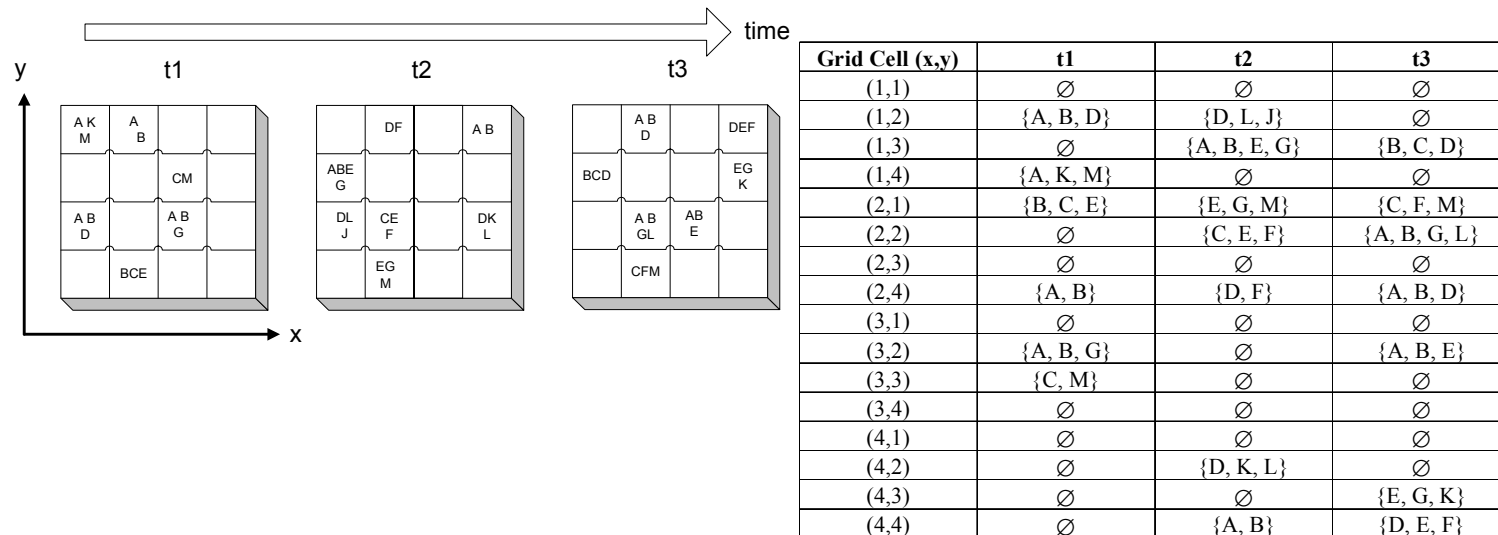 time
y
t1
t2
t3
A K
M
A
B
CM
A B
D
A B
G
BCE
DF
A B
ABE
G
DL
J
CE
F
DK
L
EG
M
A B
D
DEF
BCD
EG
K
A B
GL
AB
E
CFM
x
Grid Cell (x,y) t1 t2 t3
(1,1) ∅ ∅ ∅
(1,2) {A, B, D} {D, L, J} ∅
(1,3) ∅ {A, B, E, G} {B, C, D}
(1,4) {A, K, M} ∅ ∅
(2,1) {B, C, E} {E, G, M} {C, F, M}
(2,2) ∅ {C, E, F} {A, B, G, L}
(2,3) ∅ ∅ ∅
(2,4) {A, B} {D, F} {A, B, D}
(3,1) ∅ ∅ ∅
(3,2) {A, B, G} ∅ {A, B, E}
(3,3) {C, M} ∅ ∅
(3,4) ∅ ∅ ∅
(4,1) ∅ ∅ ∅
(4,2) ∅ {D, K, L} ∅
(4,3) ∅ ∅ {E, G, K}
(4,4) ∅ {A, B} {D, E, F}